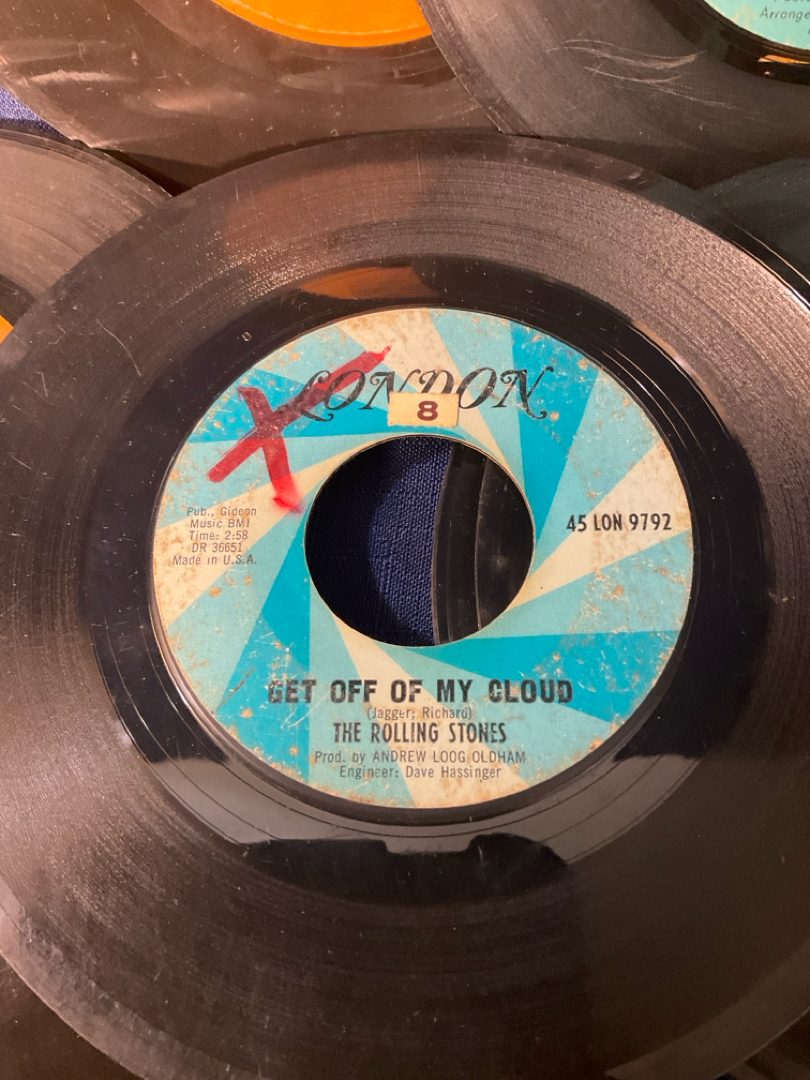 Arrange
LONDON
8
X
Pub., Gideon
Music BMI
Time: 2:58
DR 36651
Made in U.S.A.
45 LON 9792
GET OFF OF MY CLOUD
(Jagger; Richard)
THE ROLLING STONES
Prod. by ANDREW LOOG OLDHAM
Engineer: Dave Hassinger